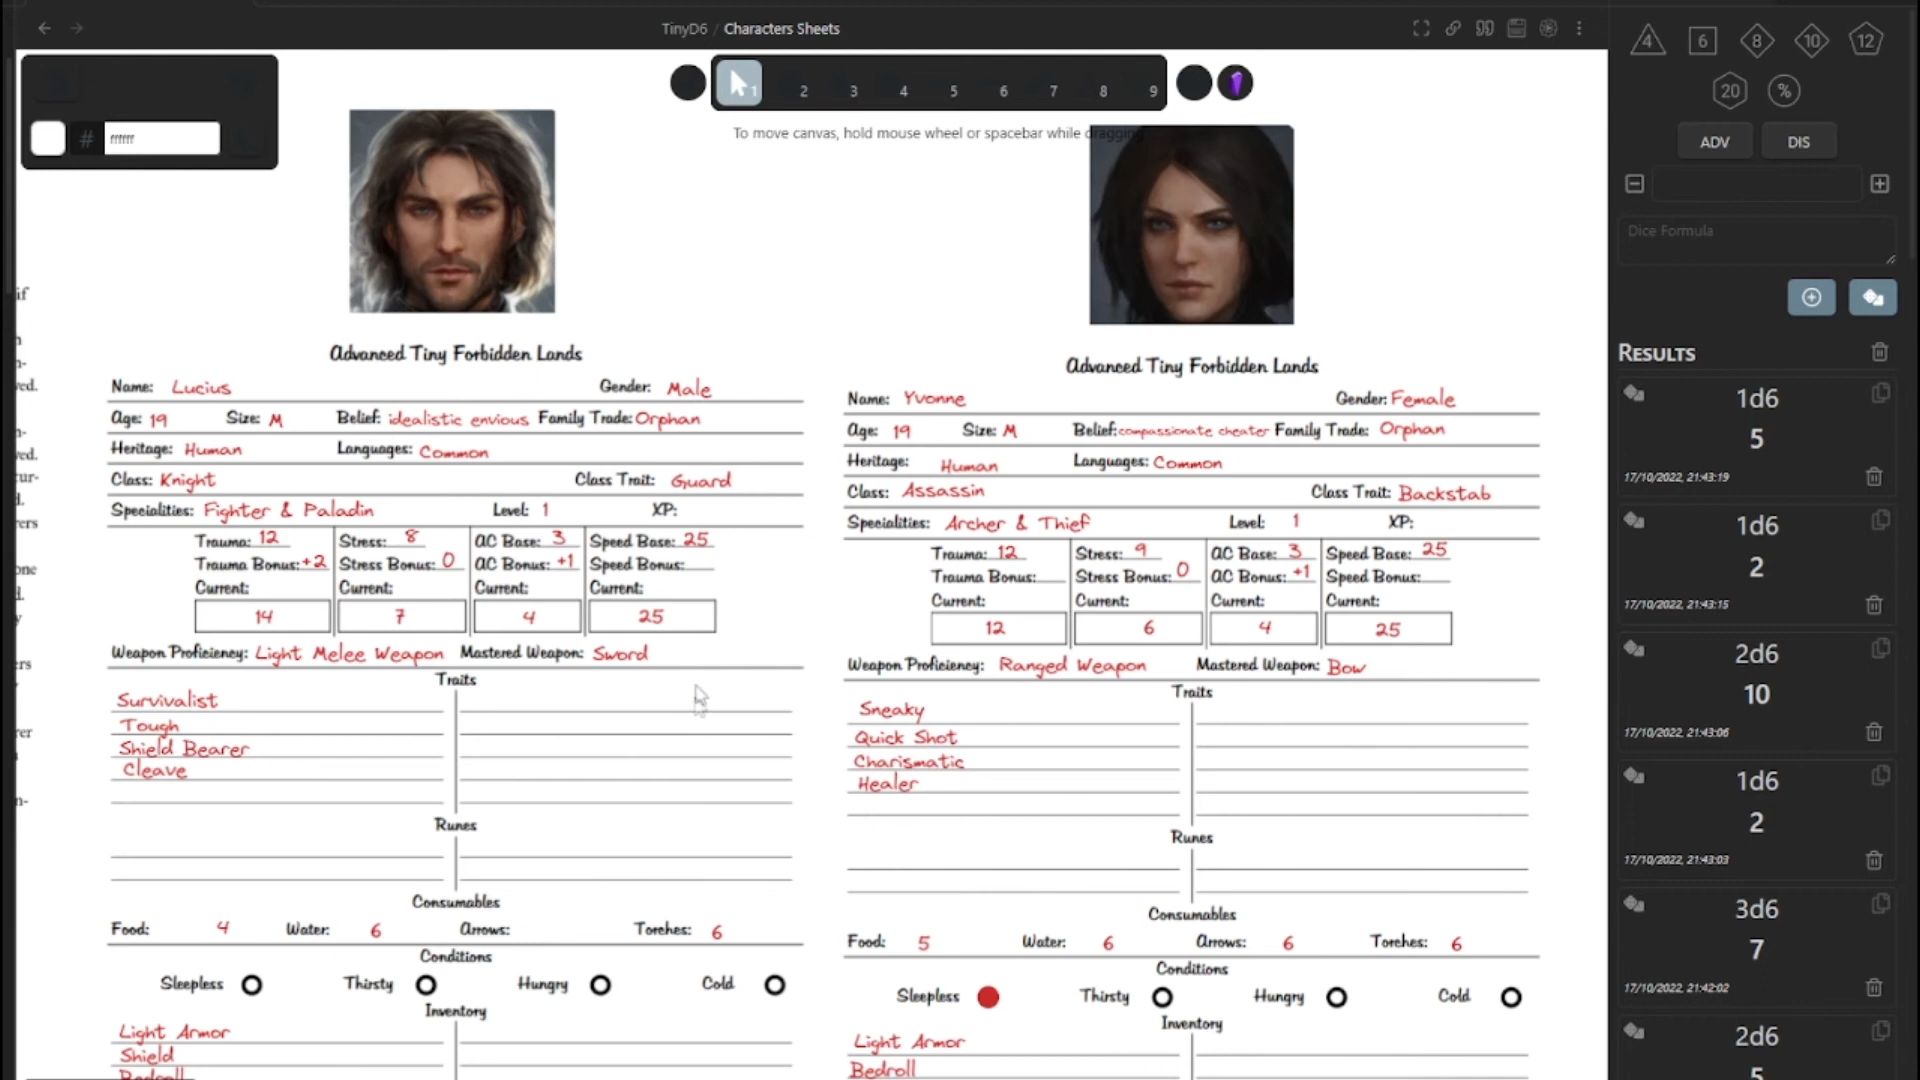 TinyD6 / Characters Sheets
4 6 8 10 12
20 %
ADV DIS
1 2 3 4 5 6 7 8 9
# ffffff
To move canvas, hold mouse wheel or spacebar while dragging
Dice Formula
if
ved.
ved.
Advanced Tiny Forbidden Lands
Name: Lucius Gender: Male
Age: 19 Size: M Belief: idealistic envious Family Trade: Orphan
Heritage: Human Languages: Common
Class: Knight Class Trait: Guard
Specialities: Fighter & Paladin Level: 1 XP:
Trauma: 12 Stress: 8 AC Base: 3 Speed Base: 25
Trauma Bonus: +2 Stress Bonus: 0 AC Bonus: +1 Speed Bonus:
Current: Current: Current: Current:
14 7 4 25
Weapon Proficiency: Light Melee Weapon Mastered Weapon: Sword
Traits
Survivalist
Tough
Shield Bearer
Cleave
Runes
Consumables
Food: 4 Water: 6 Arrows: Torches: 6
Conditions
Sleepless Thirsty Hungry Cold
Inventory
Light Armor
Shield
Bedroll
Advanced Tiny Forbidden Lands
Name: Yvonne Gender: Female
Age: 19 Size: M Belief: compassionate cheater Family Trade: Orphan
Heritage: Human Languages: Common
Class: Assassin Class Trait: Backstab
Specialities: Archer & Thief Level: 1 XP:
Trauma: 12 Stress: 9 AC Base: 3 Speed Base: 25
Trauma Bonus: Stress Bonus: 0 AC Bonus: +1 Speed Bonus:
Current: Current: Current: Current:
12 6 4 25
Weapon Proficiency: Ranged Weapon Mastered Weapon: Bow
Traits
Sneaky
Quick Shot
Charismatic
Healer
Runes
Consumables
Food: 5 Water: 6 Arrows: 6 Torches: 6
Conditions
Sleepless Thirsty Hungry Cold
Inventory
Light Armor
Bedroll
Results
1d6
5
17/10/2022, 21:43:19
1d6
2
17/10/2022, 21:43:15
2d6
10
17/10/2022, 21:43:06
1d6
2
17/10/2022, 21:43:03
3d6
7
17/10/2022, 21:42:02
2d6
5